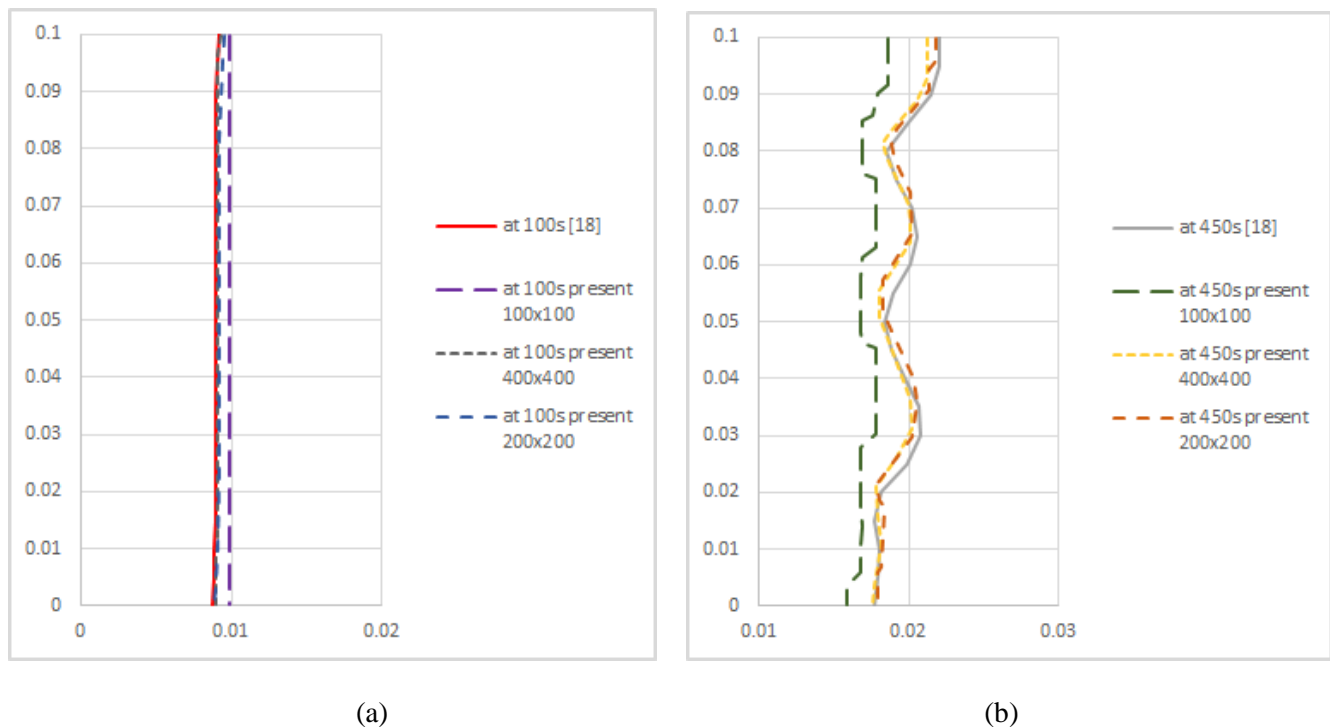 0.1
0.09
0.08
0.07
0.06
0.05
0.04
0.03
0.02
0.01
0
0
0.01
0.02
at 100s [18]
at 100s present
100x100
at 100s present
400x400
at 100s present
200x200
(a)
0.1
0.09
0.08
0.07
0.06
0.05
0.04
0.03
0.02
0.01
0
0.01
0.02
0.03
at 450s [18]
at 450s present
100x100
at 450s present
400x400
at 450s present
200x200
(b)